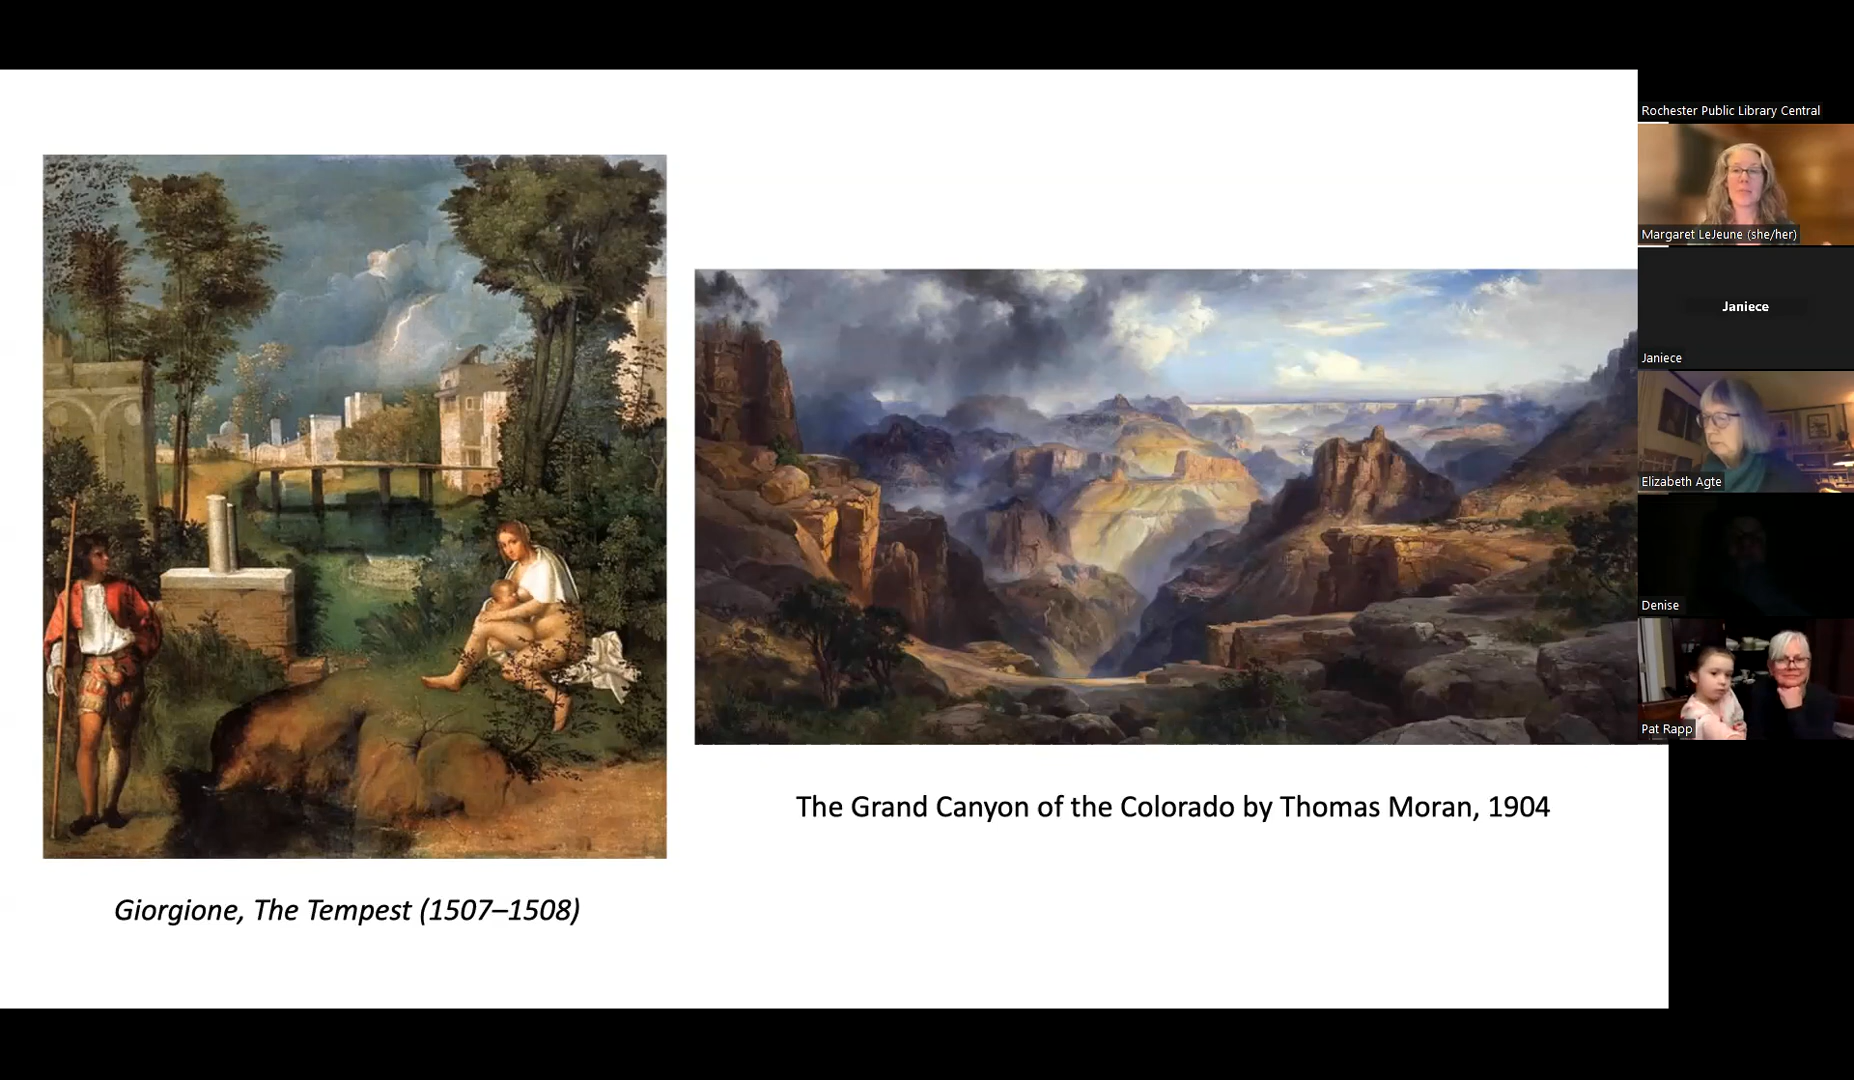 Rochester Public Library Central
Margaret LeJeune (she/her)
Janiece
Janiece
Elizabeth Agte
Denise
Pat Rapp
The Grand Canyon of the Colorado by Thomas Moran, 1904
Giorgione, The Tempest (1507–1508)